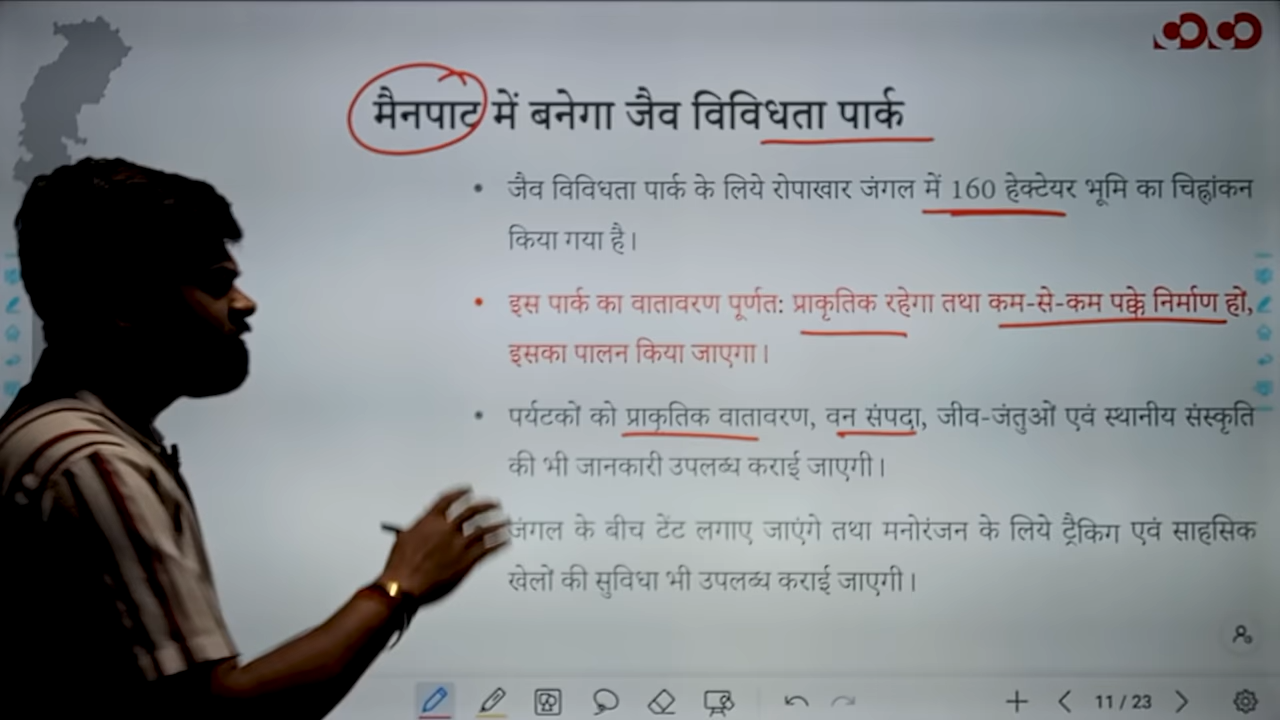 मैनपाट में बनेगा जैव विविधता पार्क
• जैव विविधता पार्क के लिये रोपाखार जंगल में 160 हेक्टेयर भूमि का चिह्नांकन
किया गया है।
• इस पार्क का वातावरण पूर्णत: प्राकृतिक रहेगा तथा कम-से-कम पक्के निर्माण हों,
इसका पालन किया जाएगा।
• पर्यटकों को प्राकृतिक वातावरण, वन संपदा, जीव-जंतुओं एवं स्थानीय संस्कृति
की भी जानकारी उपलब्ध कराई जाएगी।
जंगल के बीच टेंट लगाए जाएंगे तथा मनोरंजन के लिये ट्रैकिग एवं साहसिक
खेलों की सुविधा भी उपलब्ध कराई जाएगी।
11 / 23